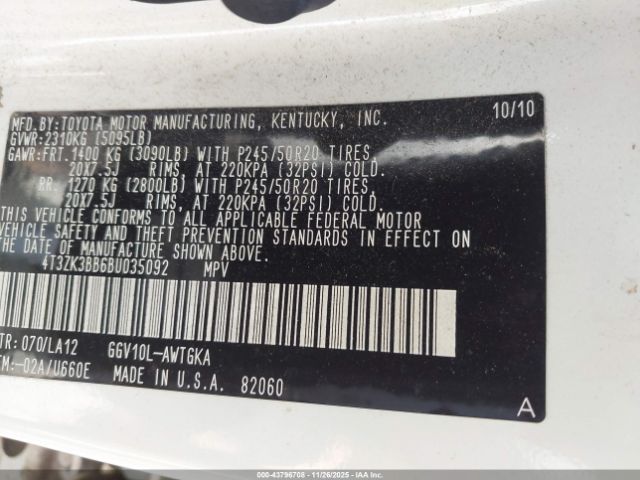 MFD.BY:TOYOTA MOTOR MANUFACTURING, KENTUCKY, INC. 10/10
GVWR:2310KG (5095LB)
GAWR:FRT.1400 KG (3090LB) WITH P245/50R20 TIRES,
20X7.5J RIMS, AT 220KPA (32PSI) COLD.
RR. 1270 KG (2800LB) WITH P245/50R20 TIRES,
20X7.5J RIMS, AT 220KPA (32PSI) COLD.
THIS VEHICLE CONFORMS TO ALL APPLICABLE FEDERAL MOTOR
VEHICLE SAFETY AND THEFT PREVENTION STANDARDS IN EFFECT ON
THE DATE OF MANUFACTURE SHOWN ABOVE.
4T3ZK3BB6BU035092 MPV
TR: 070/LA12 GGV10L-AWTGKA
TM:-02A/U660E MADE IN U.S.A. 82060
A
000-43796708 - 11/26/2025 - Public